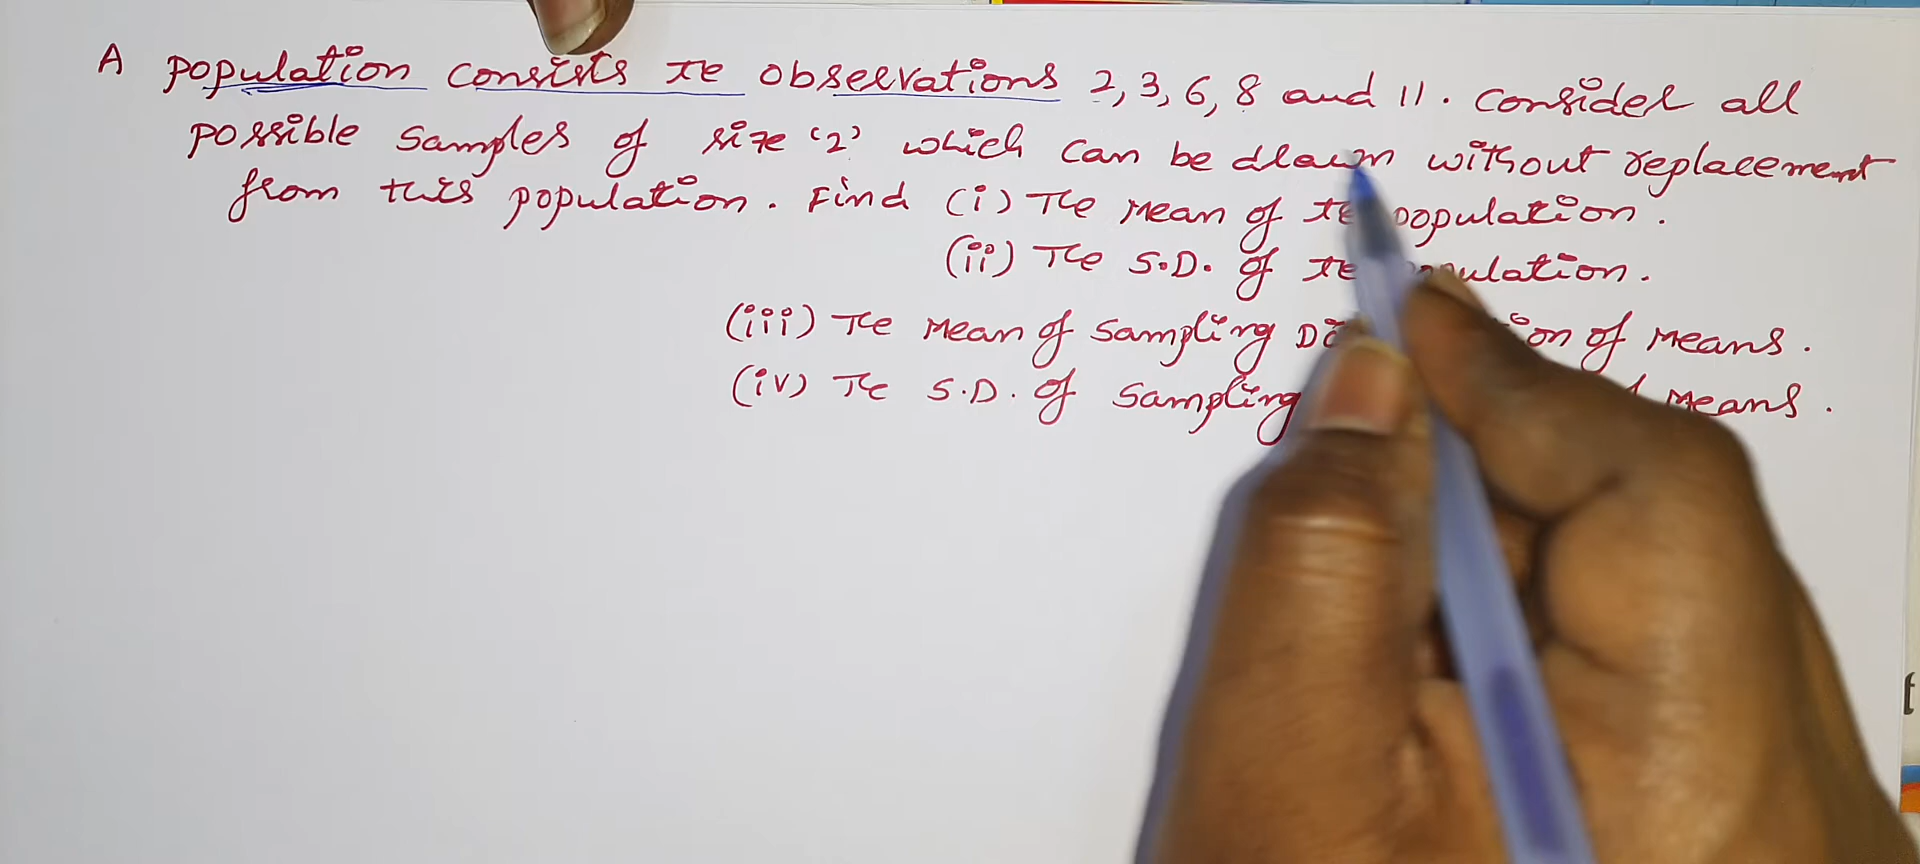 A population consists the observations 2, 3, 6, 8 and 11. Consider all
possible samples of size '2' which can be drawn without replacement
from this population. Find (i) The Mean of the population.
(ii) The S.D. of the population.
(iii) The Mean of Sampling of Means.
(iv) The S.D. of Sampling Means.